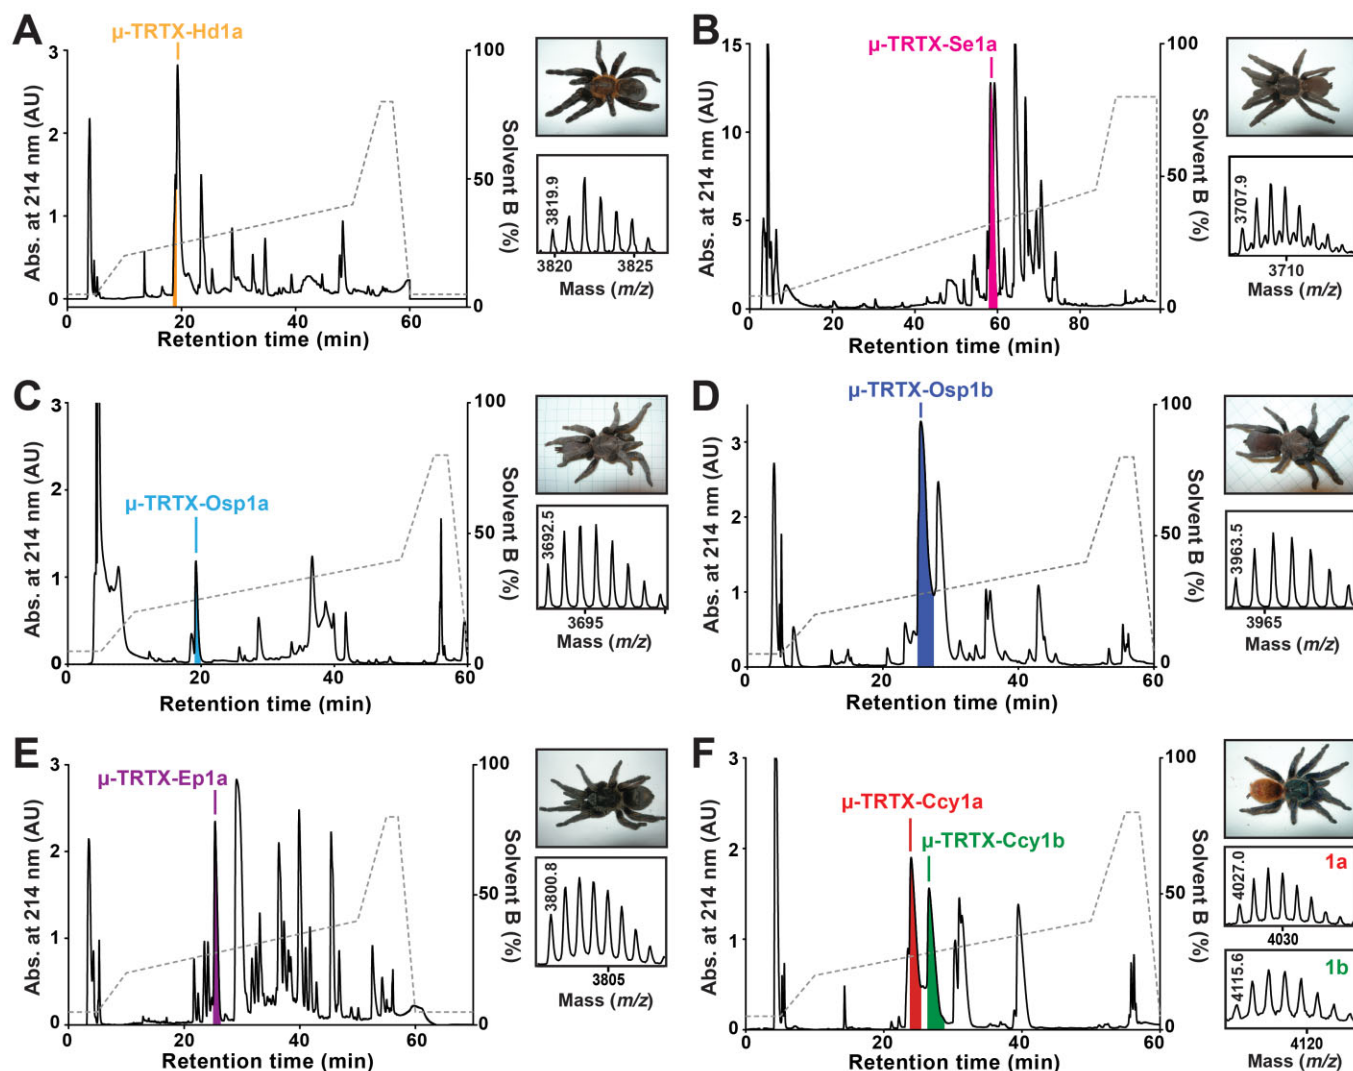 A
μ-TRTX-Hd1a
Abs. at 214 nm (AU)
3
2
1
0
100
50
0
Solvent B (%)
0 20 40 60
Retention time (min)
3819.9
3820 3825
Mass (m/z)
B
μ-TRTX-Se1a
Abs. at 214 nm (AU)
15
10
5
0
100
50
0
Solvent B (%)
0 20 40 60 80
Retention time (min)
3707.9
3710
Mass (m/z)
C
μ-TRTX-Osp1a
Abs. at 214 nm (AU)
3
2
1
0
100
50
0
Solvent B (%)
0 20 40 60
Retention time (min)
3692.5
3695
Mass (m/z)
D
μ-TRTX-Osp1b
Abs. at 214 nm (AU)
3
2
1
0
100
50
0
Solvent B (%)
0 20 40 60
Retention time (min)
3963.5
3965
Mass (m/z)
E
μ-TRTX-Ep1a
Abs. at 214 nm (AU)
3
2
1
0
100
50
0
Solvent B (%)
0 20 40 60
Retention time (min)
3800.8
3805
Mass (m/z)
F
μ-TRTX-Ccy1a
μ-TRTX-Ccy1b
Abs. at 214 nm (AU)
3
2
1
0
100
50
0
Solvent B (%)
0 20 40 60
Retention time (min)
1a
4027.0
4030
1b
4115.6
4120
Mass (m/z)